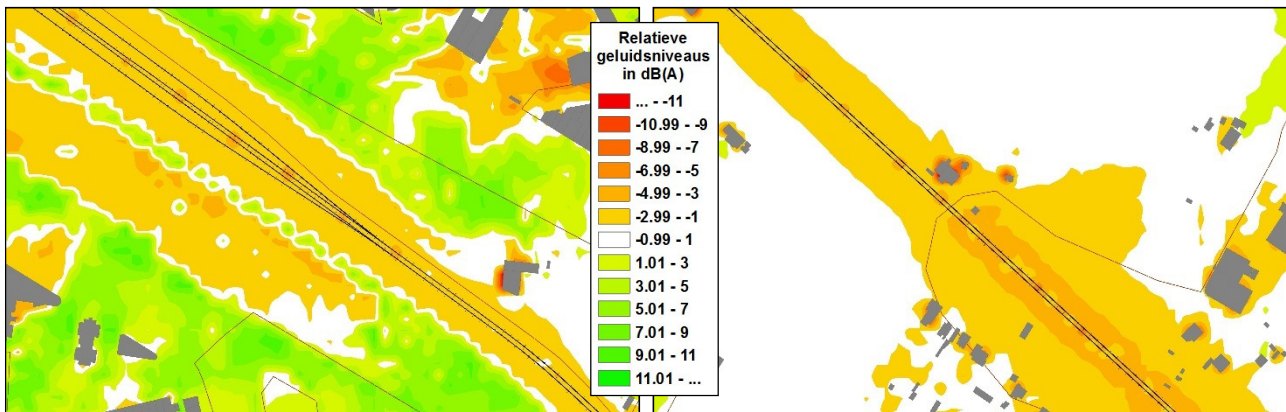 Relatieve
geluidsniveaus
in dB(A)
... - -11
-10.99 - -9
-8.99 - -7
-6.99 - -5
-4.99 - -3
-2.99 - -1
-0.99 - 1
1.01 - 3
3.01 - 5
5.01 - 7
7.01 - 9
9.01 - 11
11.01 - ...